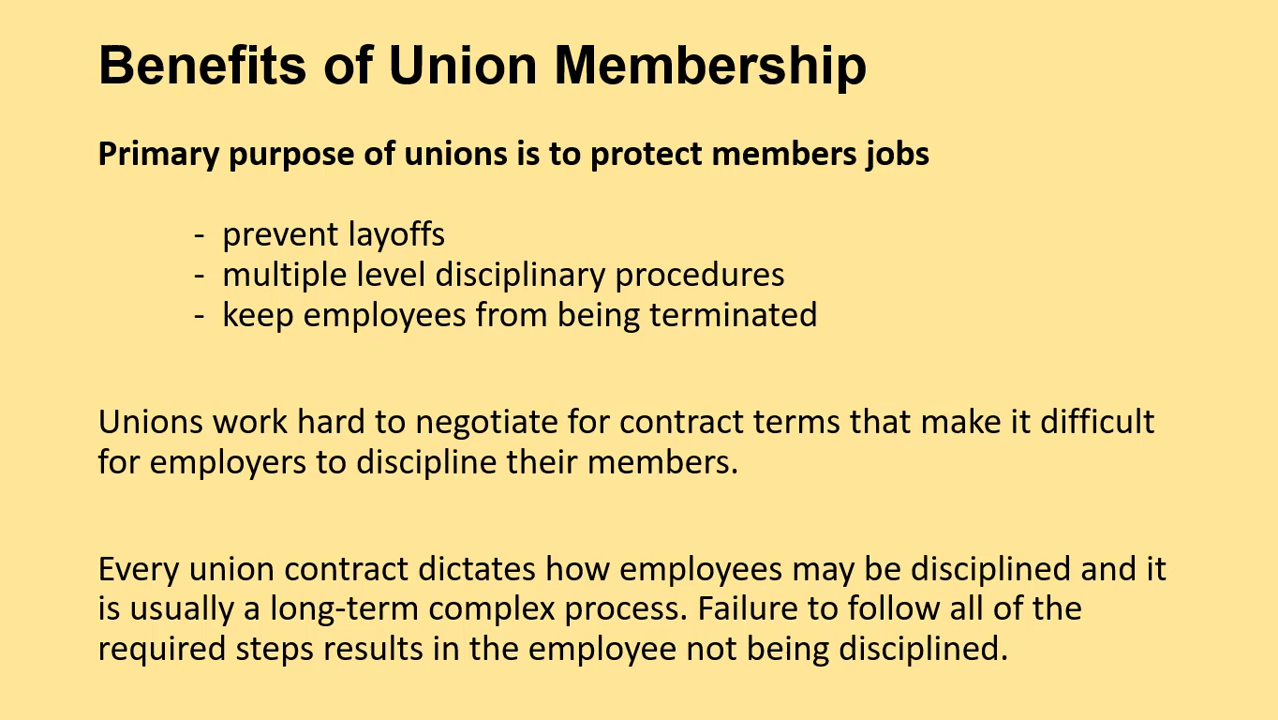 Benefits of Union Membership
Primary purpose of unions is to protect members jobs
- prevent layoffs
- multiple level disciplinary procedures
- keep employees from being terminated
Unions work hard to negotiate for contract terms that make it difficult
for employers to discipline their members.
Every union contract dictates how employees may be disciplined and it
is usually a long-term complex process. Failure to follow all of the
required steps results in the employee not being disciplined.